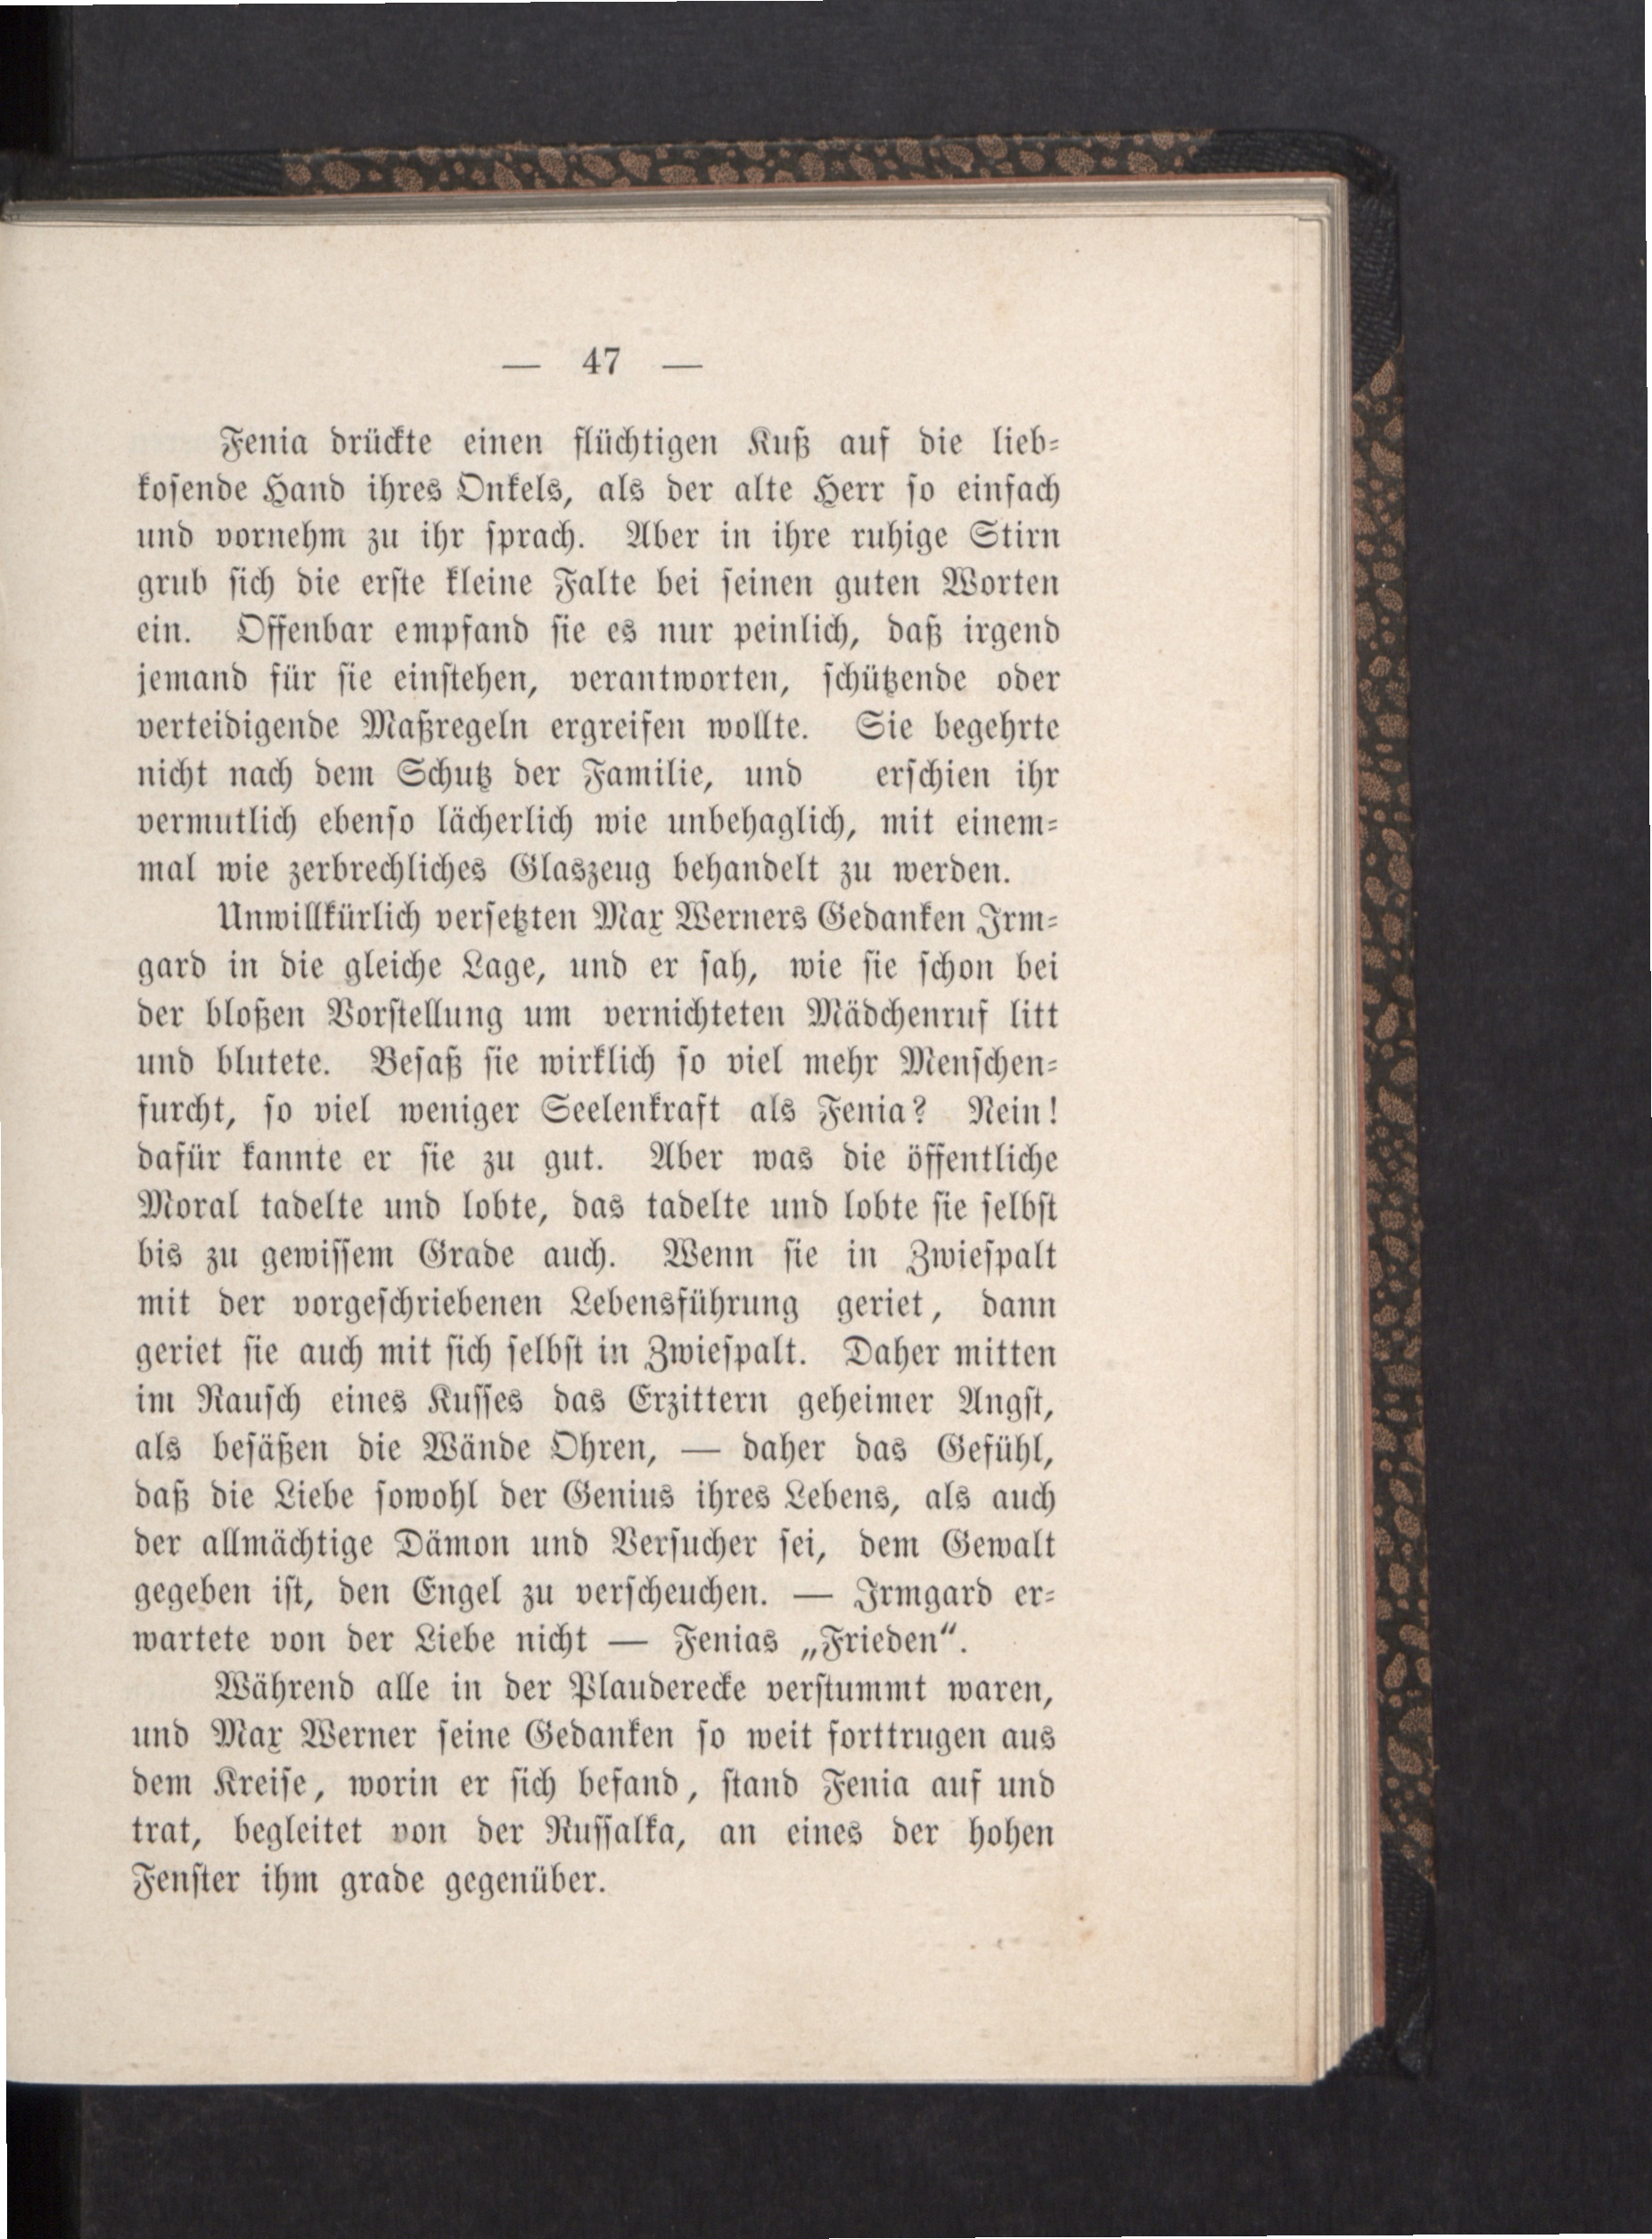 — 47 —
Fenia drückte einen flüchtigen Kuß auf die lieb-
kosende Hand ihres Onkels, als der alte Herr so einfach
und vornehm zu ihr sprach. Aber in ihre ruhige Stirn
grub sich die erste kleine Falte bei seinen guten Worten
ein. Offenbar empfand sie es nur peinlich, daß irgend
jemand für sie einstehen, verantworten, schützende oder
verteidigende Maßregeln ergreifen wollte. Sie begehrte
nicht nach dem Schutz der Familie, und erschien ihr
vermutlich ebenso lächerlich wie unbehaglich, mit einem-
mal wie zerbrechliches Glaszeug behandelt zu werden.
Unwillkürlich versetzten Max Werners Gedanken Irm-
gard in die gleiche Lage, und er sah, wie sie schon bei
der bloßen Vorstellung um vernichteten Mädchenruf litt
und blutete. Besaß sie wirklich so viel mehr Menschen-
furcht, so viel weniger Seelenkraft als Fenia? Nein!
dafür kannte er sie zu gut. Aber was die öffentliche
Moral tadelte und lobte, das tadelte und lobte sie selbst
bis zu gewissem Grade auch. Wenn sie in Zwiespalt
mit der vorgeschriebenen Lebensführung geriet, dann
geriet sie auch mit sich selbst in Zwiespalt. Daher mitten
im Rausch eines Kusses das Erzittern geheimer Angst,
als besäßen die Wände Ohren, — daher das Gefühl,
daß die Liebe sowohl der Genius ihres Lebens, als auch
der allmächtige Dämon und Versucher sei, dem Gewalt
gegeben ist, den Engel zu verscheuchen. — Irmgard er-
wartete von der Liebe nicht — Fenias „Frieden“.
Während alle in der Plauderecke verstummt waren,
und Max Werner seine Gedanken so weit forttrugen aus
dem Kreise, worin er sich befand, stand Fenia auf und
trat, begleitet von der Russalka, an eines der hohen
Fenster ihm grade gegenüber.